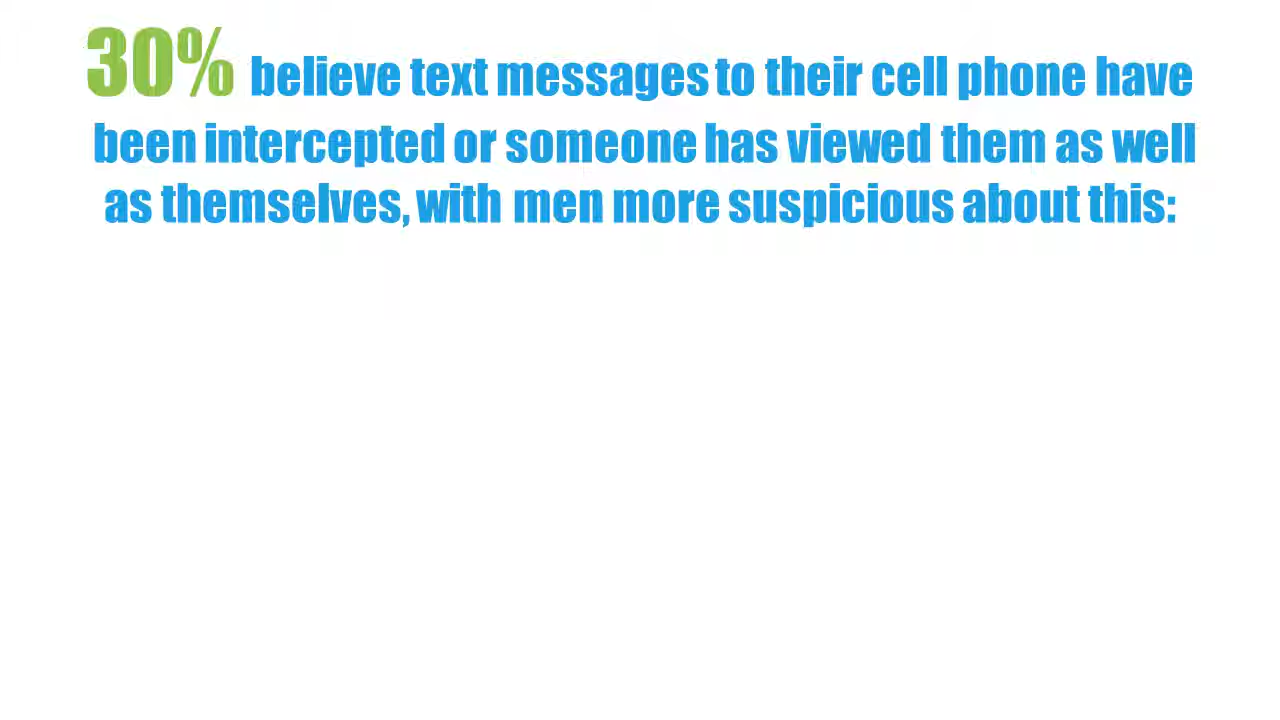 30% believe text messages to their cell phone have
been intercepted or someone has viewed them as well
as themselves, with men more suspicious about this: